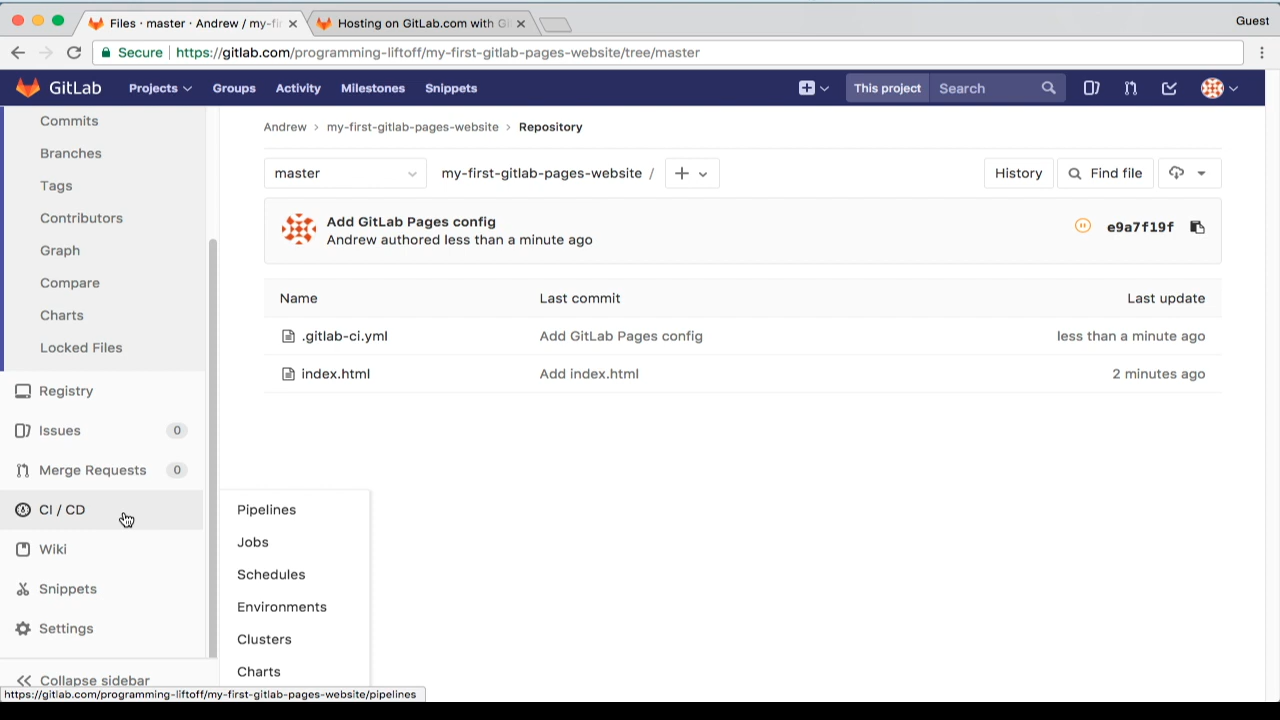 Files · master · Andrew / my-fi
Hosting on GitLab.com with Git
Guest
Secure
https://gitlab.com/programming-liftoff/my-first-gitlab-pages-website/tree/master
GitLab
Projects
Groups
Activity
Milestones
Snippets
This project
Search
Commits
Branches
Tags
Contributors
Graph
Compare
Charts
Locked Files
Registry
Issues 0
Merge Requests 0
CI / CD
Wiki
Snippets
Settings
<< Collapse sidebar
Pipelines
Jobs
Schedules
Environments
Clusters
Charts
Andrew > my-first-gitlab-pages-website > Repository
master
my-first-gitlab-pages-website /
History
Find file
Add GitLab Pages config
Andrew authored less than a minute ago
e9a7f19f
Name Last commit Last update
.gitlab-ci.yml Add GitLab Pages config less than a minute ago
index.html Add index.html 2 minutes ago
https://gitlab.com/programming-liftoff/my-first-gitlab-pages-website/pipelines